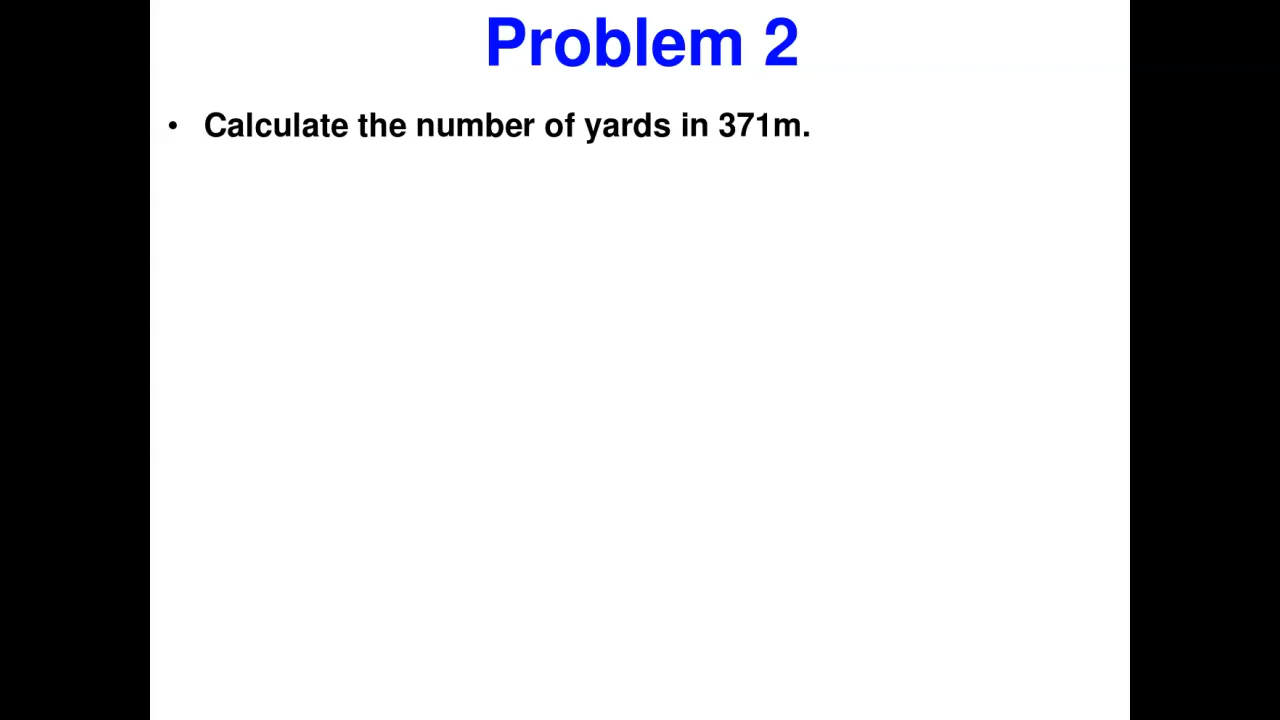 Problem 2
• Calculate the number of yards in 371m.